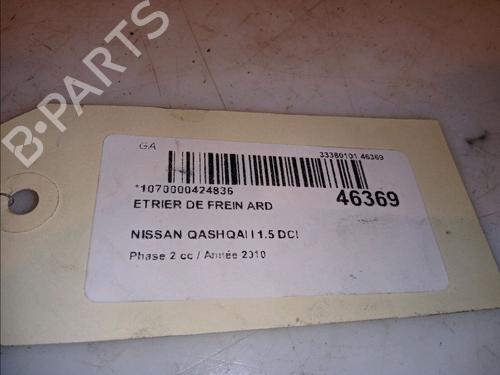 B-PARTS
GA
33380101 46369
*1070000424836
46369
ETRIER DE FREIN ARD
NISSAN QASHQAI I 1.5 DCI
Phase 2 cc / Année 2010